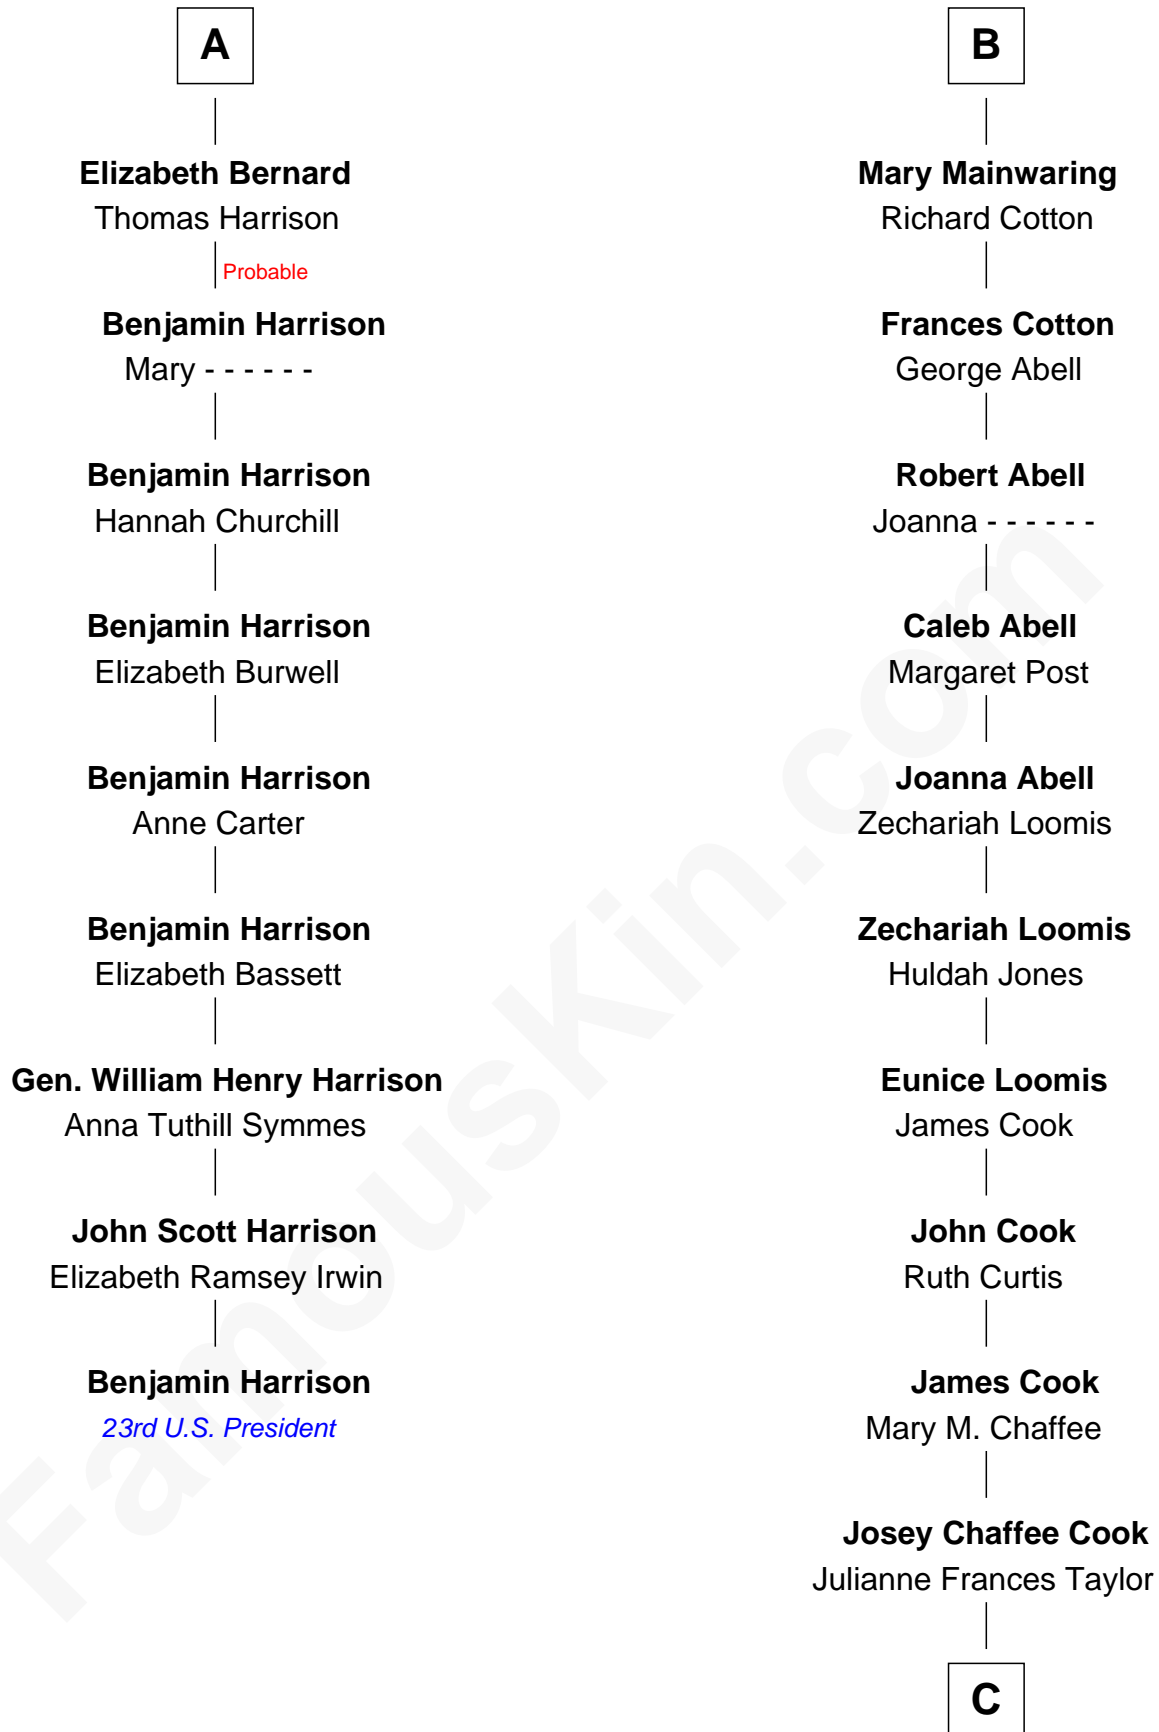 A
Elizabeth Bernard
Thomas Harrison
Probable
Benjamin Harrison
Mary - - - - - -
Benjamin Harrison
Hannah Churchill
Benjamin Harrison
Elizabeth Burwell
Benjamin Harrison
Anne Carter
Benjamin Harrison
Elizabeth Bassett
Gen. William Henry Harrison
Anna Tuthill Symmes
John Scott Harrison
Elizabeth Ramsey Irwin
Benjamin Harrison
23rd U.S. President
B
Mary Mainwaring
Richard Cotton
Frances Cotton
George Abell
Robert Abell
Joanna - - - - - -
Caleb Abell
Margaret Post
Joanna Abell
Zechariah Loomis
Zechariah Loomis
Huldah Jones
Eunice Loomis
James Cook
John Cook
Ruth Curtis
James Cook
Mary M. Chaffee
Josey Chaffee Cook
Julianne Frances Taylor
C
FamousKin.com